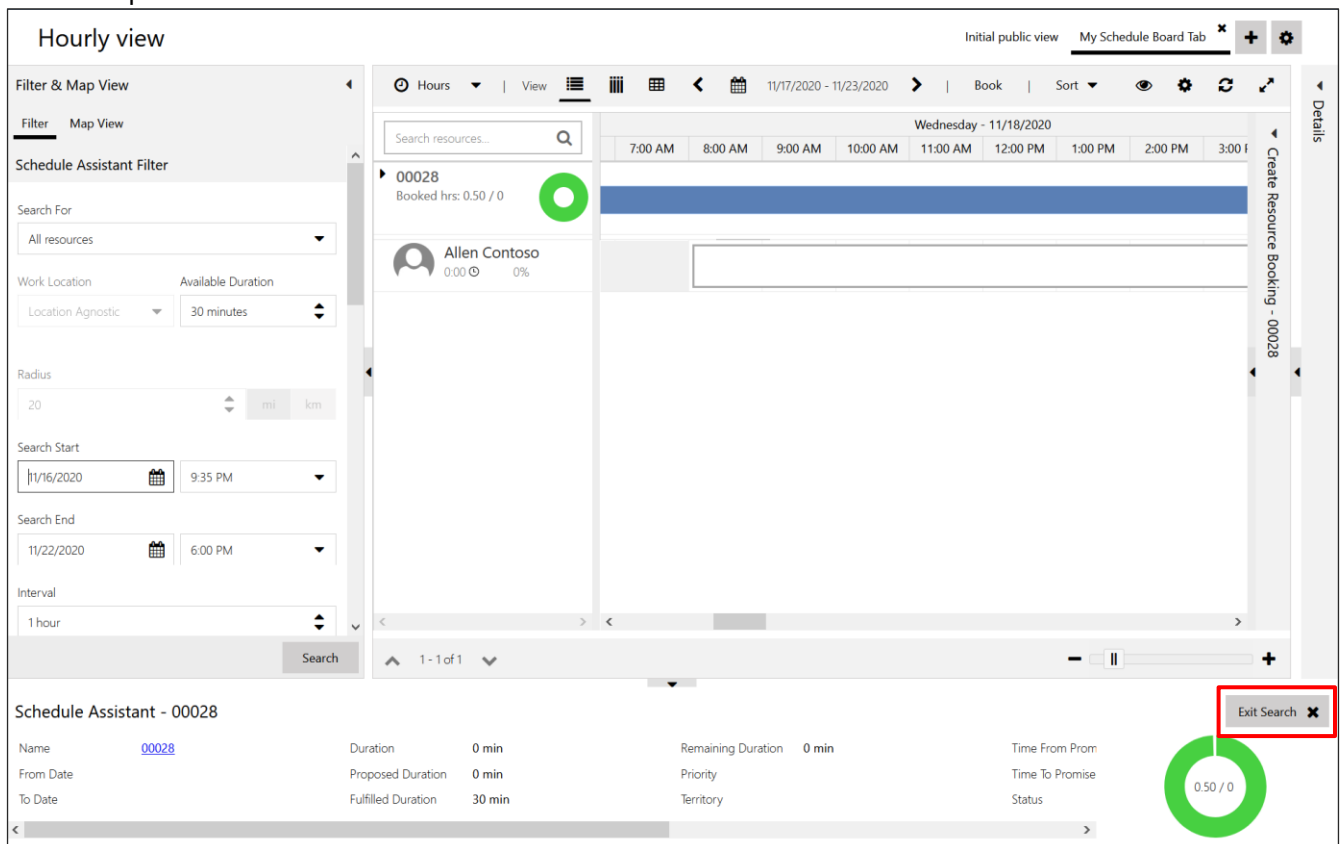 Hourly view
Initial public view
My Schedule Board Tab
Filter & Map View
Filter Map View
Schedule Assistant Filter
Search For
All resources
Work Location Available Duration
Location Agnostic 30 minutes
Radius
20 mi km
Search Start
11/16/2020 9:35 PM
Search End
11/22/2020 6:00 PM
Interval
1 hour
Search
Hours | View 11/17/2020 - 11/23/2020 | Book | Sort
Search resources...
Wednesday - 11/18/2020
7:00 AM 8:00 AM 9:00 AM 10:00 AM 11:00 AM 12:00 PM 1:00 PM 2:00 PM 3:00
00028
Booked hrs: 0.50 / 0
Allen Contoso
0:00 0%
1 - 1 of 1
Create Resource Booking - 00028
Details
Schedule Assistant - 00028
Exit Search
Name 00028 Duration 0 min Remaining Duration 0 min Time From Prom
From Date Proposed Duration 0 min Priority Time To Promise
To Date Fulfilled Duration 30 min Territory Status
0.50 / 0